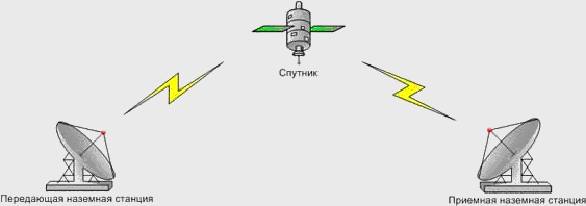 Спутник
Передающая наземная станция
Приемная наземная станция